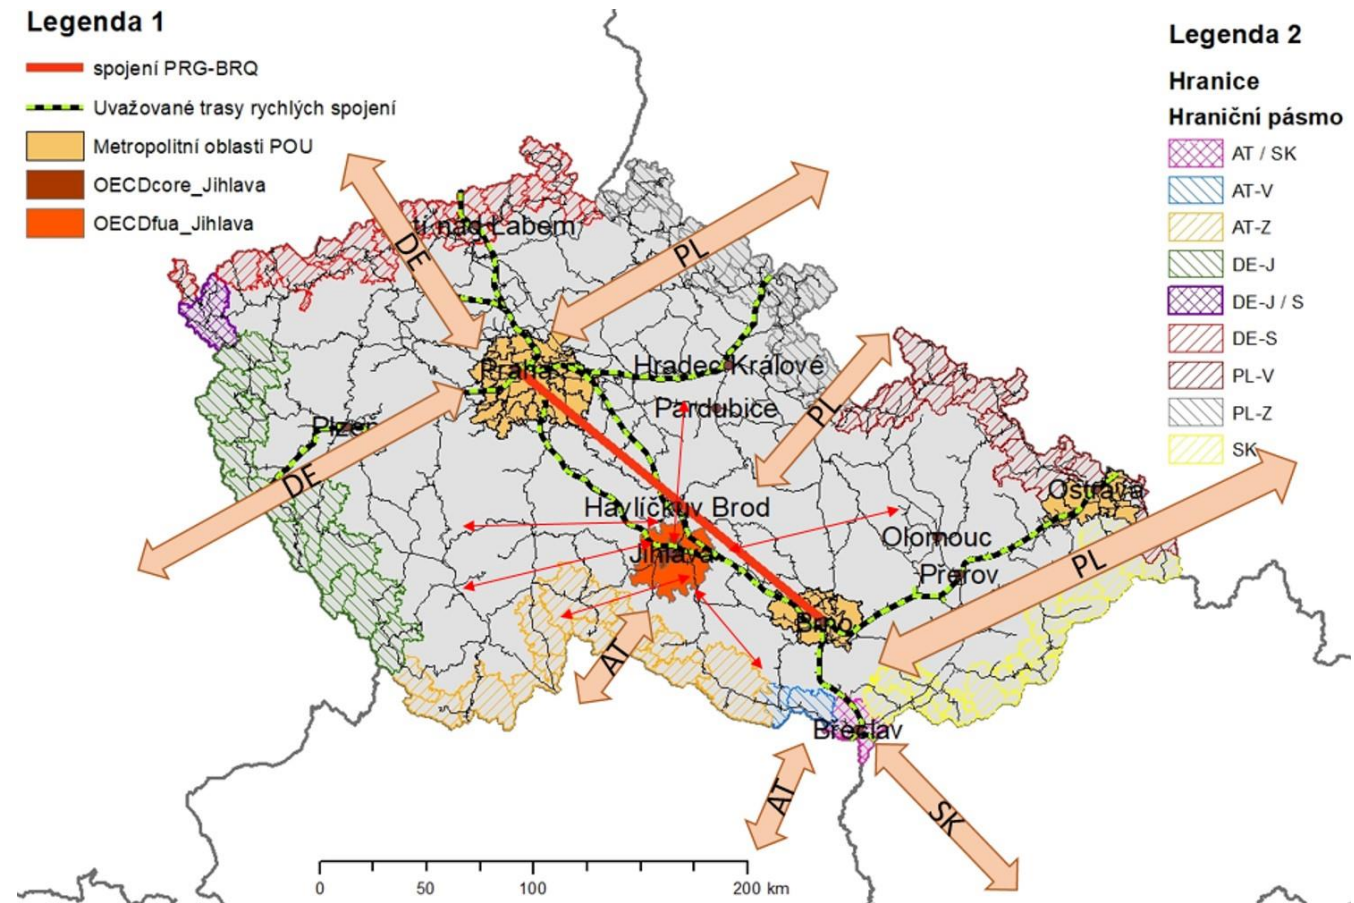 Legenda 1
spojení PRG-BRQ
Uvažované trasy rychlých spojení
Metropolitní oblasti POU
OECDcore_Jihlava
OECDfua_Jihlava
Legenda 2
Hranice
Hraniční pásmo
AT / SK
AT-V
AT-Z
DE-J
DE-J / S
DE-S
PL-V
PL-Z
SK
DE
PL
tí nad Labem
Praha
Hradec Králové
Pardubice
PL
Plzeň
DE
Havlíčkův Brod
Jihlava
Ostrava
Olomouc
Přerov
PL
Brno
AT
Břeclav
AT
SK
0 50 100 200 km